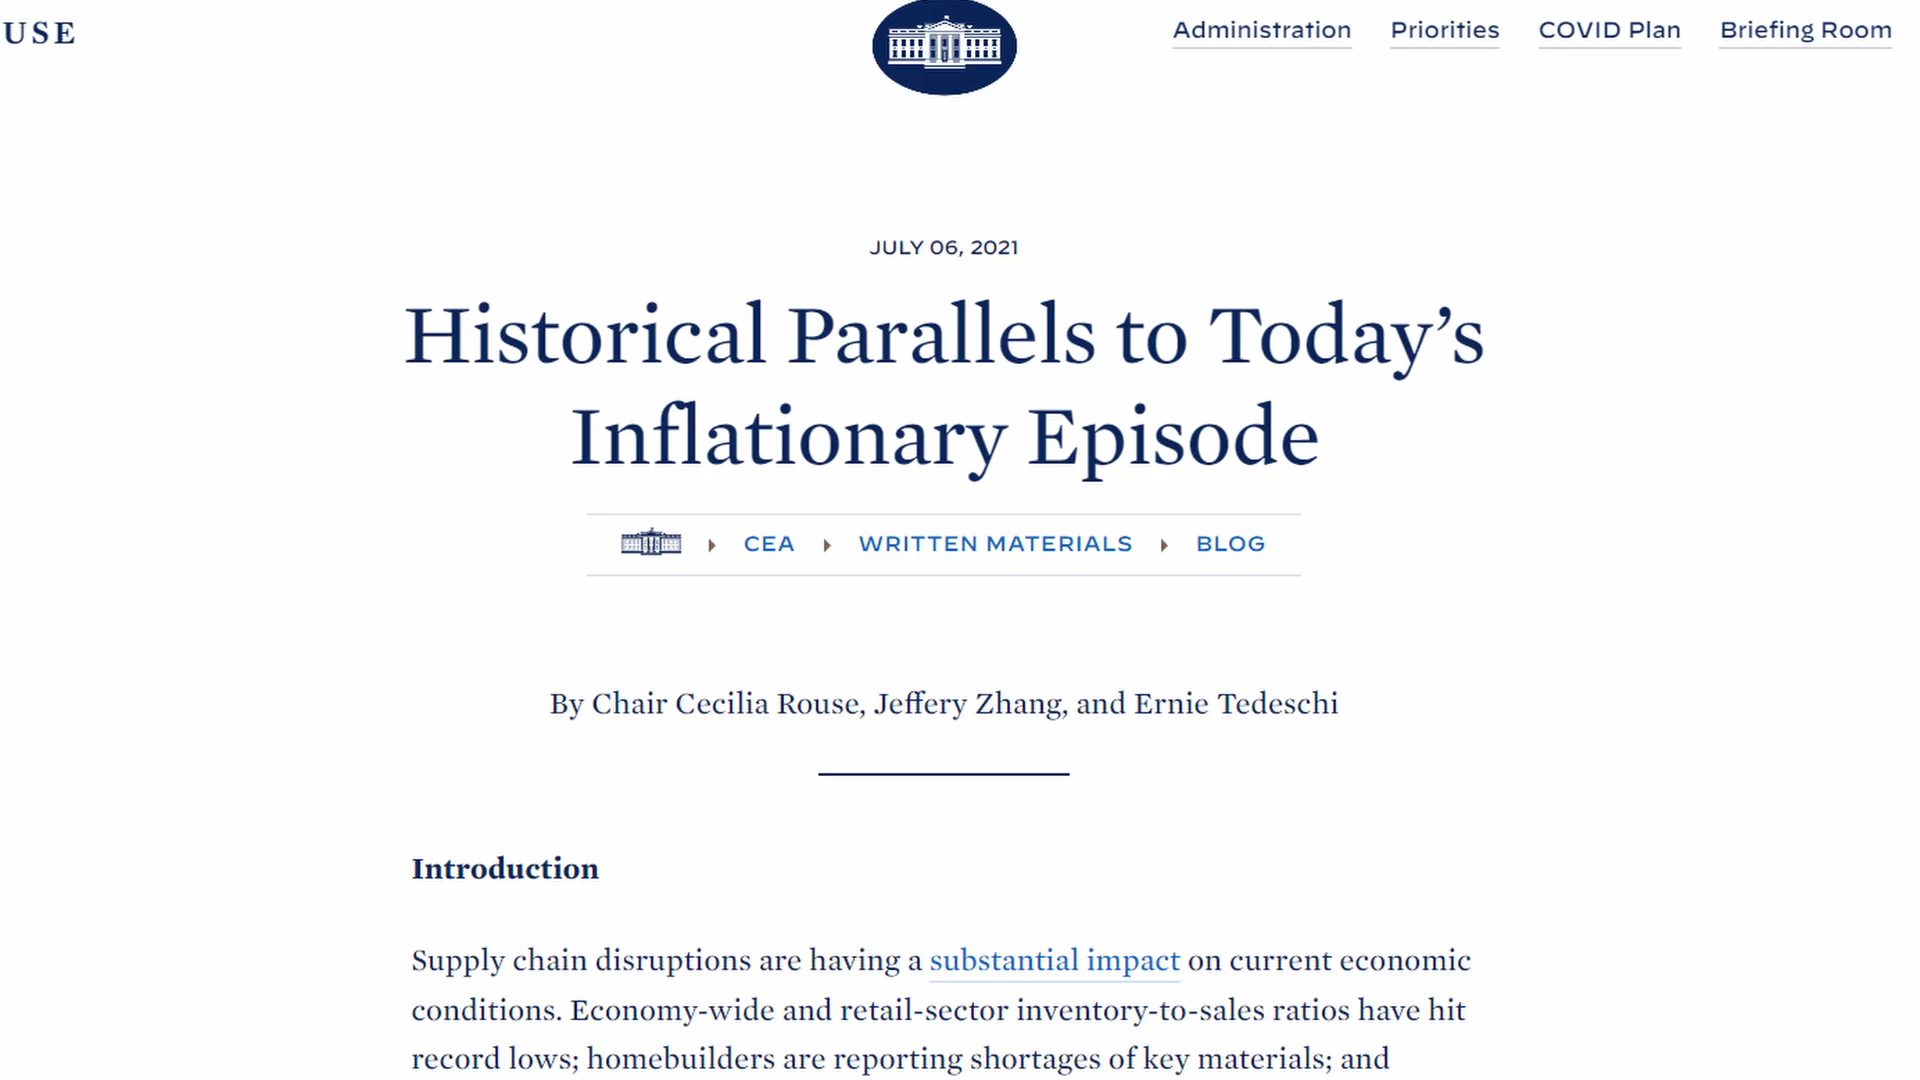 USE
Administration Priorities COVID Plan Briefing Room
JULY 06, 2021
Historical Parallels to Today’s
Inflationary Episode
CEA WRITTEN MATERIALS BLOG
By Chair Cecilia Rouse, Jeffery Zhang, and Ernie Tedeschi
Introduction
Supply chain disruptions are having a substantial impact on current economic
conditions. Economy-wide and retail-sector inventory-to-sales ratios have hit
record lows; homebuilders are reporting shortages of key materials; and